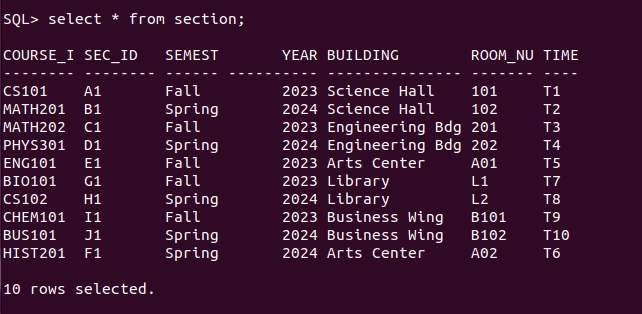 SQL> select * from section;
COURSE_I SEC_ID   SEMEST       YEAR BUILDING        ROOM_NU TIME
-------- -------- ------ ---------- --------------- ------- ----
CS101    A1       Fall         2023 Science Hall    101     T1
MATH201  B1       Spring       2024 Science Hall    102     T2
MATH202  C1       Fall         2023 Engineering Bdg 201     T3
PHYS301  D1       Spring       2024 Engineering Bdg 202     T4
ENG101   E1       Fall         2023 Arts Center     A01     T5
BIO101   G1       Fall         2023 Library         L1      T7
CS102    H1       Spring       2024 Library         L2      T8
CHEM101  I1       Fall         2023 Business Wing   B101    T9
BUS101   J1       Spring       2024 Business Wing   B102    T10
HIST201  F1       Spring       2024 Arts Center     A02     T6
10 rows selected.